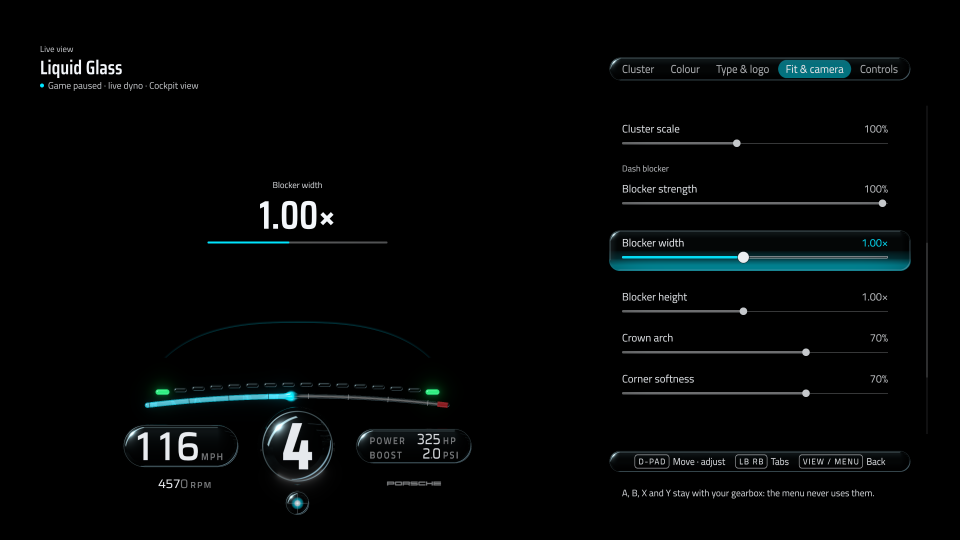 Live view
Liquid Glass
Game paused · live dyno · Cockpit view
Cluster Colour Type & logo Fit & camera Controls
Cluster scale 100%
Dash blocker
Blocker strength 100%
Blocker width 1.00×
Blocker width 1.00×
Blocker height 1.00×
Crown arch 70%
Corner softness 70%
116 MPH
4570 RPM
4
POWER 325 HP
BOOST 2.0 PSI
PORSCHE
D-PAD Move · adjust LB RB Tabs VIEW / MENU Back
A, B, X and Y stay with your gearbox: the menu never uses them.